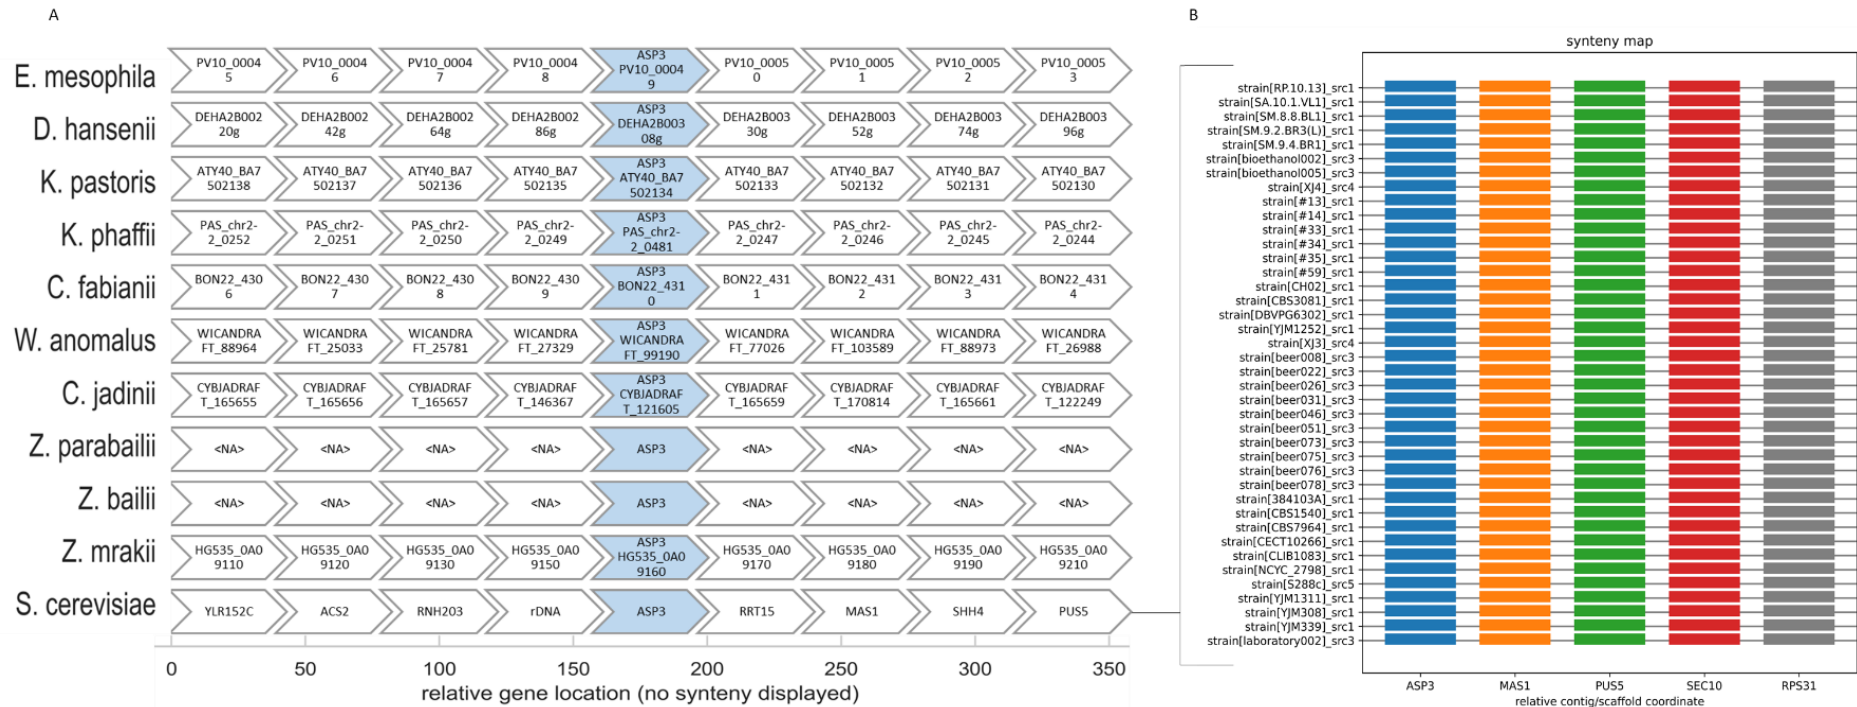 A
E. mesophila
PV10_0004
5
PV10_0004
6
PV10_0004
7
PV10_0004
8
ASP3
PV10_0004
9
PV10_0005
0
PV10_0005
1
PV10_0005
2
PV10_0005
3
D. hansenii
DEHA2B002
20g
DEHA2B002
42g
DEHA2B002
64g
DEHA2B002
86g
ASP3
DEHA2B003
08g
DEHA2B003
30g
DEHA2B003
52g
DEHA2B003
74g
DEHA2B003
96g
K. pastoris
ATY40_BA7
502138
ATY40_BA7
502137
ATY40_BA7
502136
ATY40_BA7
502135
ASP3
ATY40_BA7
502134
ATY40_BA7
502133
ATY40_BA7
502132
ATY40_BA7
502131
ATY40_BA7
502130
K. phaffii
PAS_chr2-
2_0252
PAS_chr2-
2_0251
PAS_chr2-
2_0250
PAS_chr2-
2_0249
ASP3
PAS_chr2-
2_0481
PAS_chr2-
2_0247
PAS_chr2-
2_0246
PAS_chr2-
2_0245
PAS_chr2-
2_0244
C. fabianii
BON22_430
6
BON22_430
7
BON22_430
8
BON22_430
9
ASP3
BON22_431
0
BON22_431
1
BON22_431
2
BON22_431
3
BON22_431
4
W. anomalus
WICANDRA
FT_88964
WICANDRA
FT_25033
WICANDRA
FT_25781
WICANDRA
FT_27329
ASP3
WICANDRA
FT_99190
WICANDRA
FT_77026
WICANDRA
FT_103589
WICANDRA
FT_88973
WICANDRA
FT_26988
C. jadinii
CYBJADRAF
T_165655
CYBJADRAF
T_165656
CYBJADRAF
T_165657
CYBJADRAF
T_146367
ASP3
CYBJADRAF
T_121605
CYBJADRAF
T_165659
CYBJADRAF
T_170814
CYBJADRAF
T_165661
CYBJADRAF
T_122249
Z. parabailii
<NA>
<NA>
<NA>
<NA>
ASP3
<NA>
<NA>
<NA>
<NA>
Z. bailii
<NA>
<NA>
<NA>
<NA>
ASP3
<NA>
<NA>
<NA>
<NA>
Z. mrakii
HG535_0A0
9110
HG535_0A0
9120
HG535_0A0
9130
HG535_0A0
9150
ASP3
HG535_0A0
9160
HG535_0A0
9170
HG535_0A0
9180
HG535_0A0
9190
HG535_0A0
9210
S. cerevisiae
YLR152C
ACS2
RNH203
rDNA
ASP3
RRT15
MAS1
SHH4
PUS5
0 50 100 150 200 250 300 350
relative gene location (no synteny displayed)
B
synteny map
strain[RP.10.13]_src1
strain[SA.10.1.VL1]_src1
strain[SM.8.8.BL1]_src1
strain[SM.9.2.BR3(L)]_src1
strain[SM.9.4.BR1]_src1
strain[bioethanol002]_src3
strain[bioethanol005]_src3
strain[XJ4]_src4
strain[#13]_src1
strain[#14]_src1
strain[#33]_src1
strain[#34]_src1
strain[#35]_src1
strain[#59]_src1
strain[CH02]_src1
strain[CBS3081]_src1
strain[DBVPG6302]_src1
strain[YJM1252]_src1
strain[XJ3]_src4
strain[beer008]_src3
strain[beer022]_src3
strain[beer026]_src3
strain[beer031]_src3
strain[beer046]_src3
strain[beer051]_src3
strain[beer073]_src3
strain[beer075]_src3
strain[beer076]_src3
strain[beer078]_src3
strain[384103A]_src1
strain[CBS1540]_src1
strain[CBS7964]_src1
strain[CECT10266]_src1
strain[CLIB1083]_src1
strain[NCYC_2798]_src1
strain[S288c]_src5
strain[YJM1311]_src1
strain[YJM308]_src1
strain[YJM339]_src1
strain[laboratory002]_src3
ASP3 MAS1 PUS5 SEC10 RPS31
relative contig/scaffold coordinate